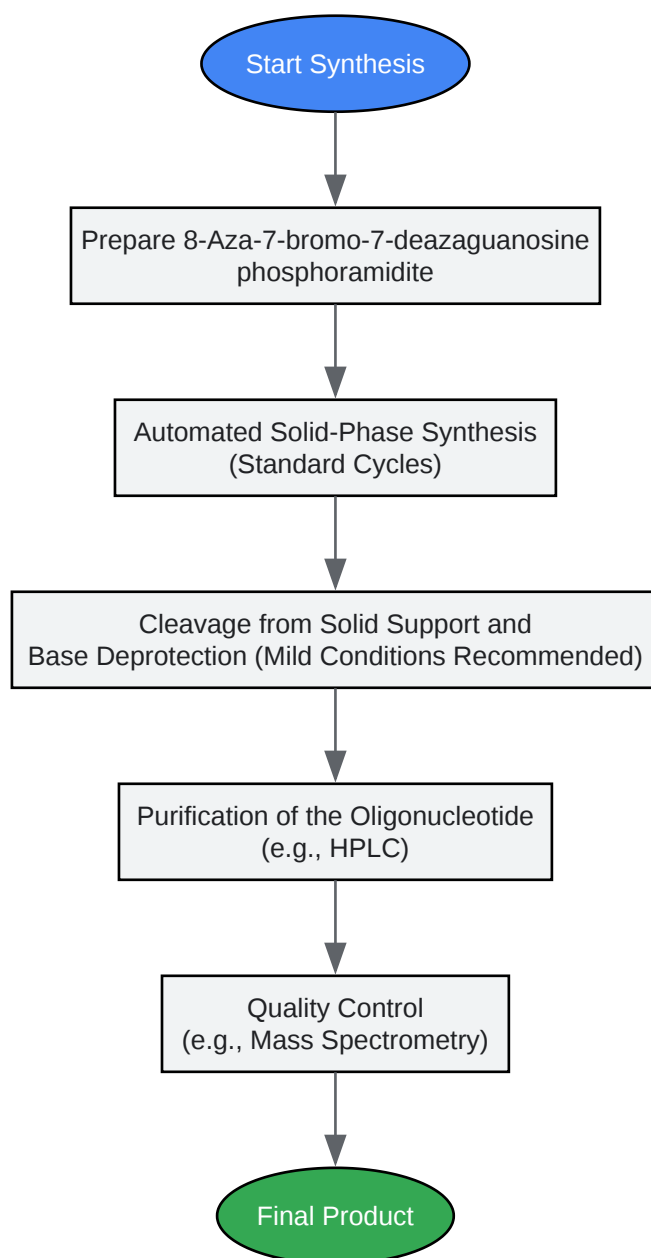 Start Synthesis
Prepare 8-Aza-7-bromo-7-deazaguanosine
phosphoramidite
Automated Solid-Phase Synthesis
(Standard Cycles)
Cleavage from Solid Support and
Base Deprotection (Mild Conditions Recommended)
Purification of the Oligonucleotide
(e.g., HPLC)
Quality Control
(e.g., Mass Spectrometry)
Final Product